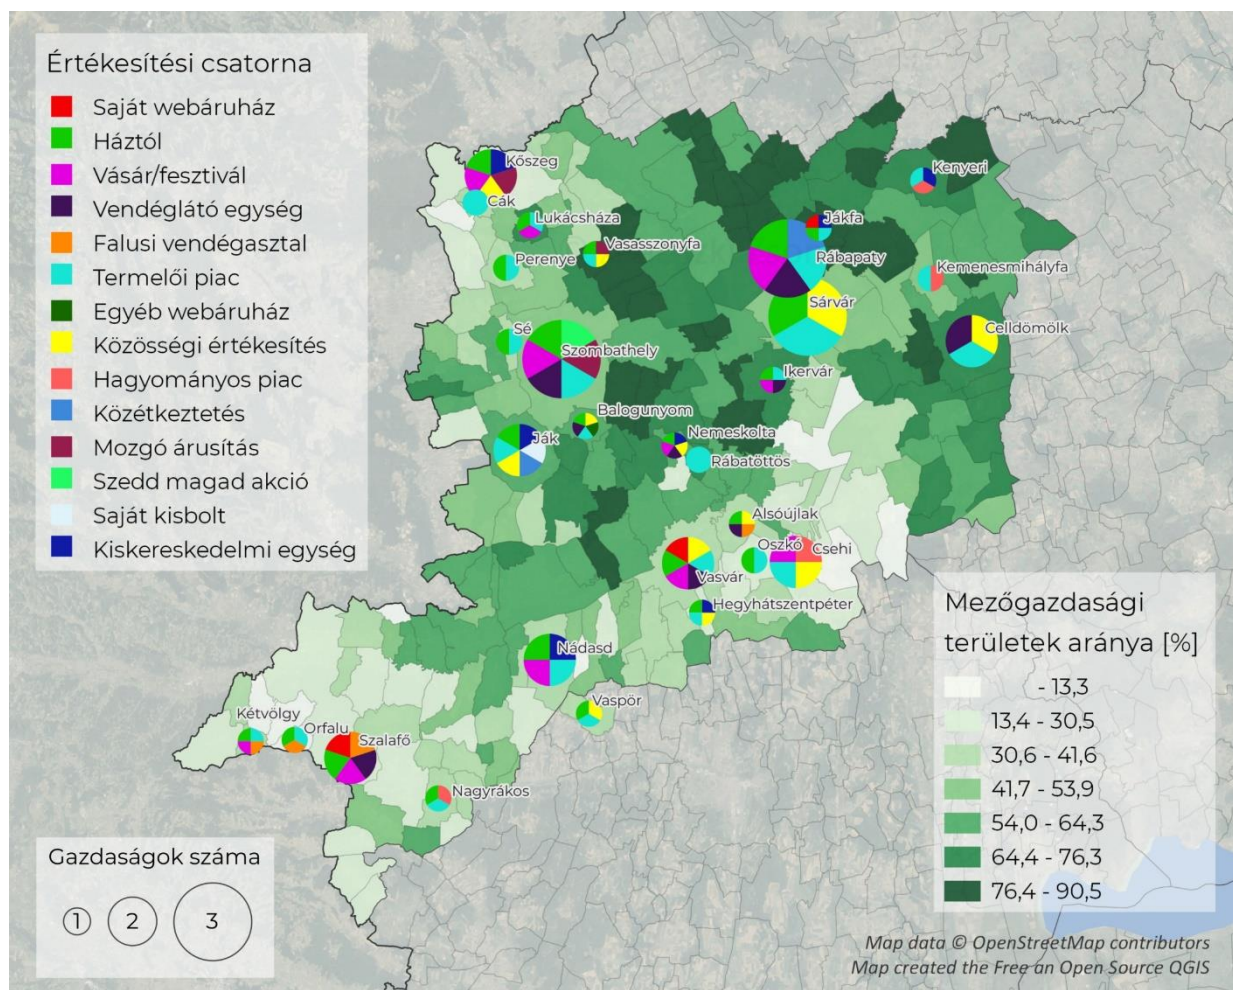 Értékesítési csatorna
Saját webáruház
Háztól
Vásár/fesztivál
Vendéglátó egység
Falusi vendégasztal
Termelői piac
Egyéb webáruház
Közösségi értékesítés
Hagyományos piac
Közétkeztetés
Mozgó árusítás
Szedd magad akció
Saját kisbolt
Kiskereskedelmi egység
Kőszeg
Cák
Lukácsháza
Vasasszonyfa
Perenye
Kenyeri
Jákfa
Rábapaty
Kemenesmihályfa
Sárvár
Celldömölk
Sé
Szombathely
Ikervár
Balogunyom
Ják
Nemeskolta
Rábatöttös
Alsóújlak
Oszkó
Csehi
Vasvár
Hegyhátszentpéter
Nádasd
Vaspör
Kétvölgy
Orfalu
Szalafő
Nagyrákos
Gazdaságok száma
1
2
3
Mezőgazdasági
területek aránya [%]
- 13,3
13,4 - 30,5
30,6 - 41,6
41,7 - 53,9
54,0 - 64,3
64,4 - 76,3
76,4 - 90,5
Map data © OpenStreetMap contributors
Map created the Free an Open Source QGIS